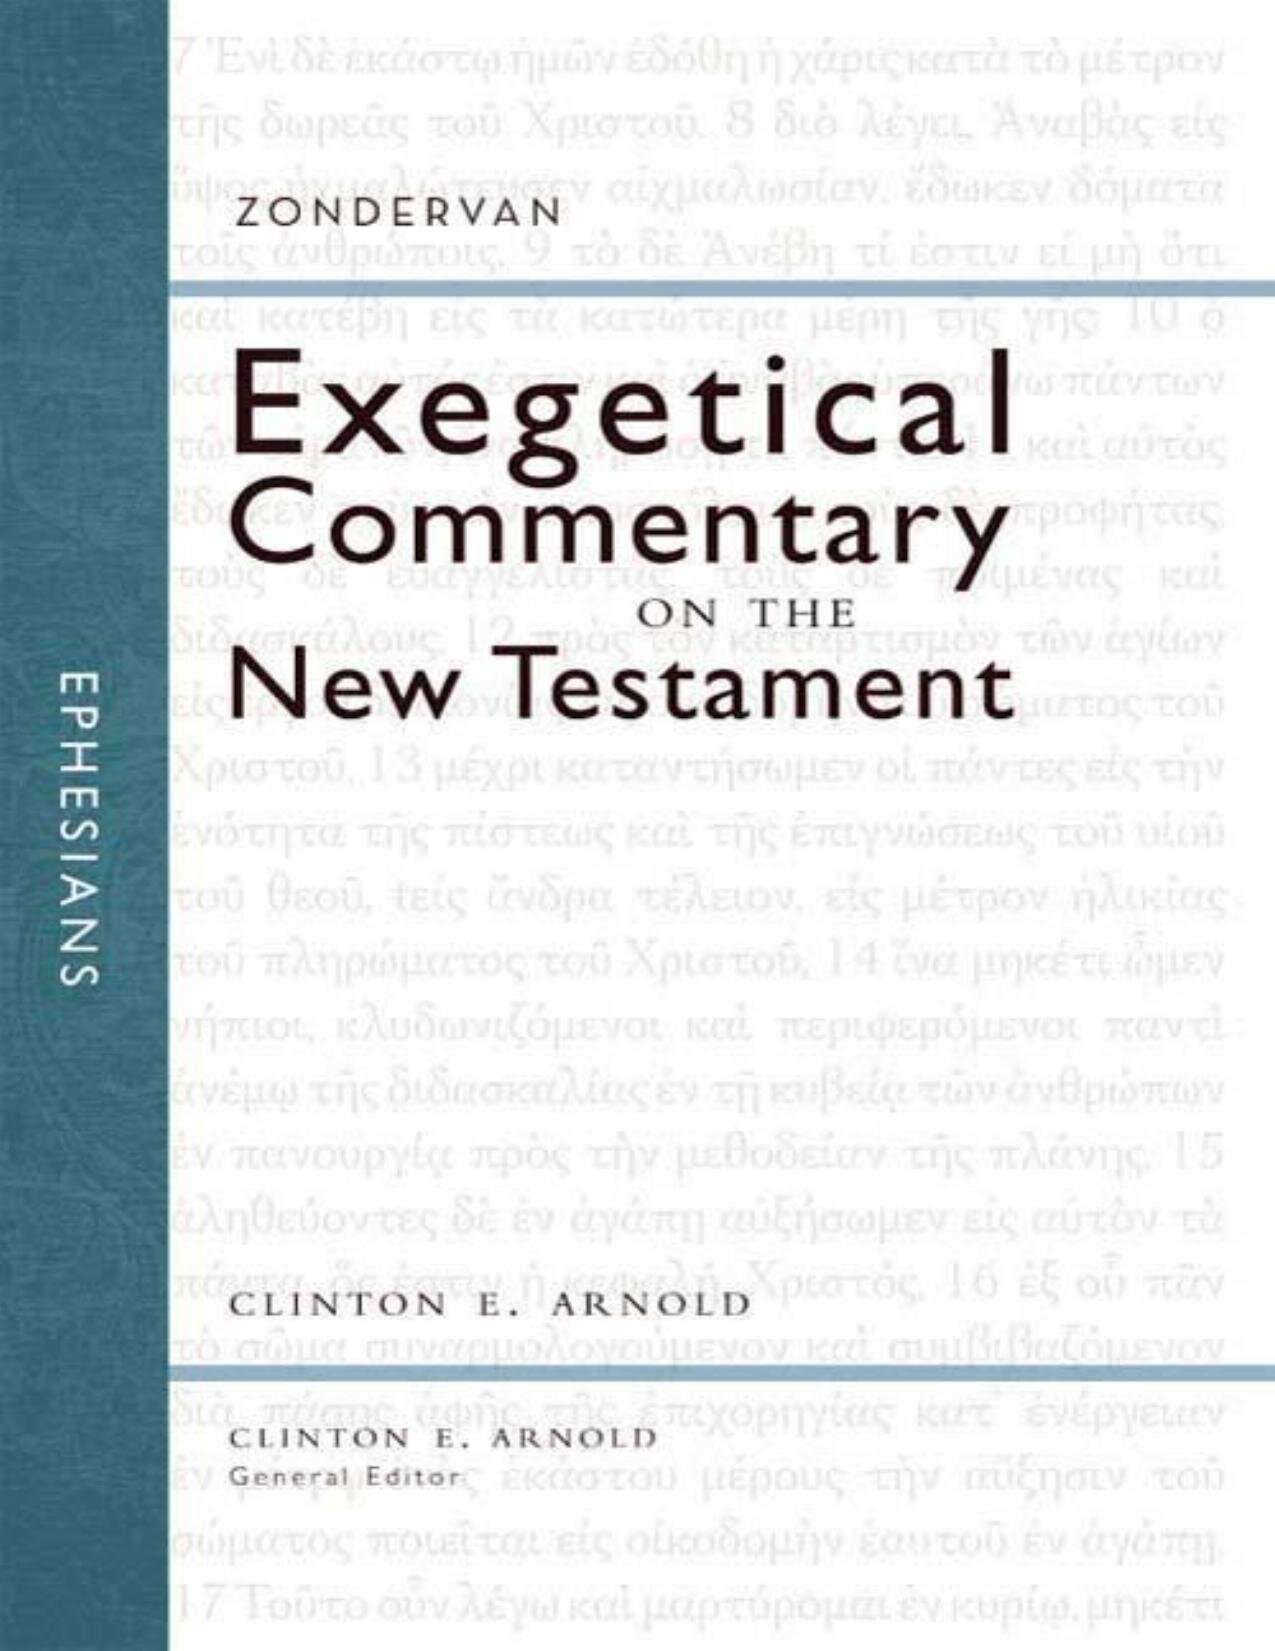 7 Ἑνὶ δὲ ἑκάστῳ ἡμῶν ἐδόθη ἡ χάρις κατὰ τὸ μέτρον
τῆς δωρεᾶς τοῦ Χριστοῦ. 8 διὸ λέγει, Ἀναβὰς εἰς
ὕψος ᾐχμαλώτευσεν αἰχμαλωσίαν, ἔδωκεν δόματα
ZONDERVAN
τοῖς ἀνθρώποις. 9 τὸ δὲ Ἀνέβη τί ἐστιν εἰ μὴ ὅτι
καὶ κατέβη εἰς τὰ κατώτερα μέρη τῆς γῆς; 10 ὁ
πάντων
Exegetical
καὶ αὐτὸς
Commentary
προφήτας,
τοὺς δὲ εὐαγγελιστάς, τοὺς δὲ ποιμένας καὶ
ON THE
διδασκάλους, 12 πρὸς τὸν καταρτισμὸν τῶν ἁγίων
New Testament
τοῦ
Χριστοῦ, 13 μέχρι καταντήσωμεν οἱ πάντες εἰς τὴν
ἑνότητα τῆς πίστεως καὶ τῆς ἐπιγνώσεως τοῦ υἱοῦ
τοῦ θεοῦ, tεἰς ἄνδρα τέλειον, εἰς μέτρον ἡλικίας
τοῦ πληρώματος τοῦ Χριστοῦ, 14 ἵνα μηκέτι ὦμεν
νήπιοι, κλυδωνιζόμενοι καὶ περιφερόμενοι παντὶ
ἀνέμῳ τῆς διδασκαλίας ἐν τῇ κυβείᾳ τῶν ἀνθρώπων
ἐν πανουργίᾳ πρὸς τὴν μεθοδείαν τῆς πλάνης, 15
ἀληθεύοντες δὲ ἐν ἀγάπῃ αὐξήσωμεν εἰς αὐτὸν τὰ
πάντα, ὅς ἐστιν ἡ κεφαλή, Χριστός, 16 ἐξ οὗ πᾶν
CLINTON E. ARNOLD
τὸ σῶμα συναρμολογούμενον καὶ συμβιβαζόμενον
διὰ πάσης ἁφῆς τῆς ἐπιχορηγίας κατ᾽ ἐνέργειαν
CLINTON E. ARNOLD
General Editor
ἑκάστου μέρους τὴν αὔξησιν τοῦ
σώματος ποιεῖται εἰς οἰκοδομὴν ἑαυτοῦ ἐν ἀγάπῃ.
17 Τοῦτο οὖν λέγω καὶ μαρτύρομαι ἐν κυρίῳ, μηκέτι
EPHESIANS